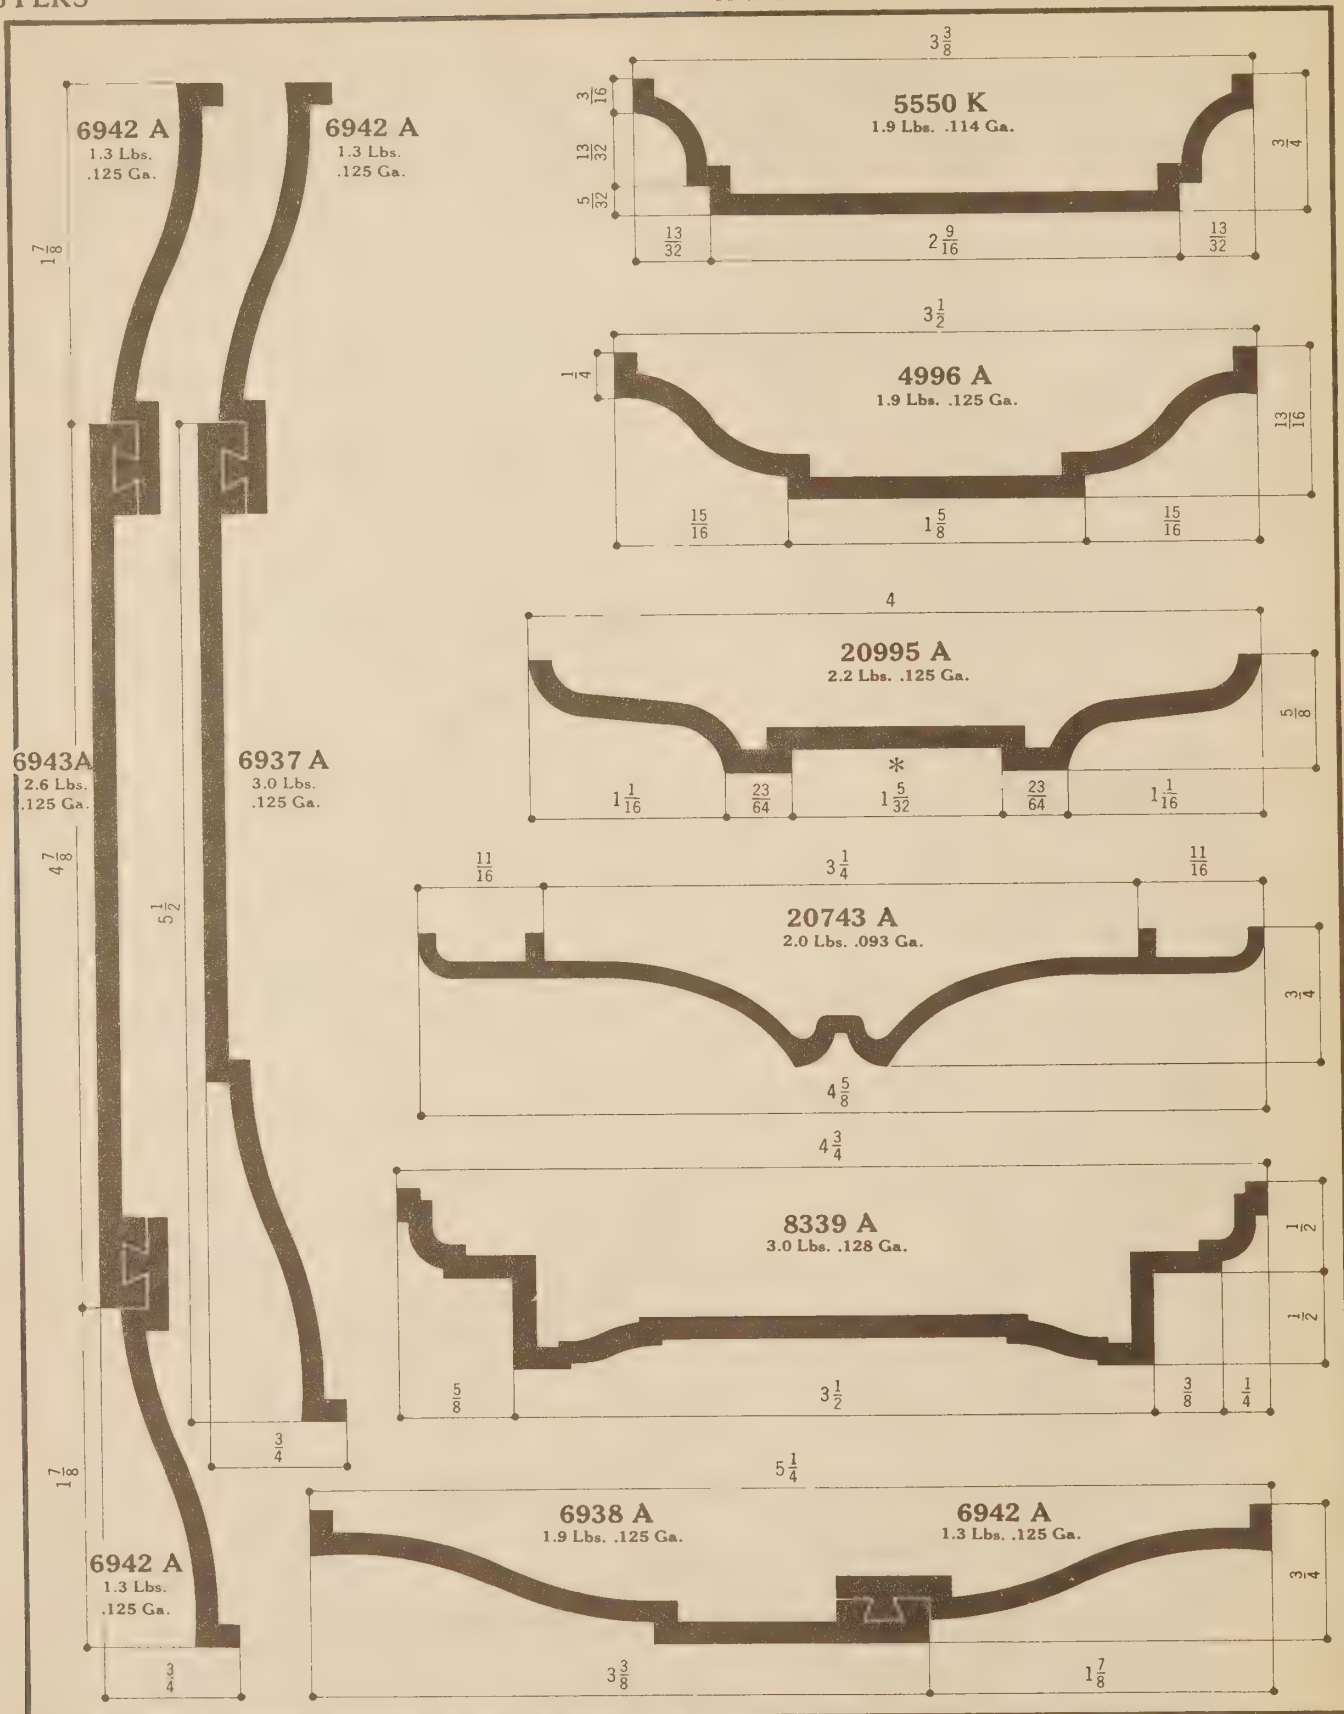 3 3/8
5550 K
1.9 Lbs. .114 Ga.
3/16
13/32
5/32
3/4
13/32
2 9/16
13/32
6942 A
1.3 Lbs.
.125 Ga.
6942 A
1.3 Lbs.
.125 Ga.
1 7/8
3 1/2
4996 A
1.9 Lbs. .125 Ga.
1/4
13/16
15/16
1 5/8
15/16
4
20995 A
2.2 Lbs. .125 Ga.
5/8
*
1 1/16
23/64
1 5/32
23/64
1 1/16
6943A
2.6 Lbs.
.125 Ga.
6937 A
3.0 Lbs.
.125 Ga.
4 7/8
5 1/2
11/16
3 1/4
11/16
20743 A
2.0 Lbs. .093 Ga.
3/4
4 5/8
4 3/4
8339 A
3.0 Lbs. .128 Ga.
1/2
1/2
5/8
3 1/2
3/8
1/4
3/4
1 7/8
6942 A
1.3 Lbs.
.125 Ga.
3/4
5 1/4
6938 A
1.9 Lbs. .125 Ga.
6942 A
1.3 Lbs. .125 Ga.
3/4
3 3/8
1 7/8